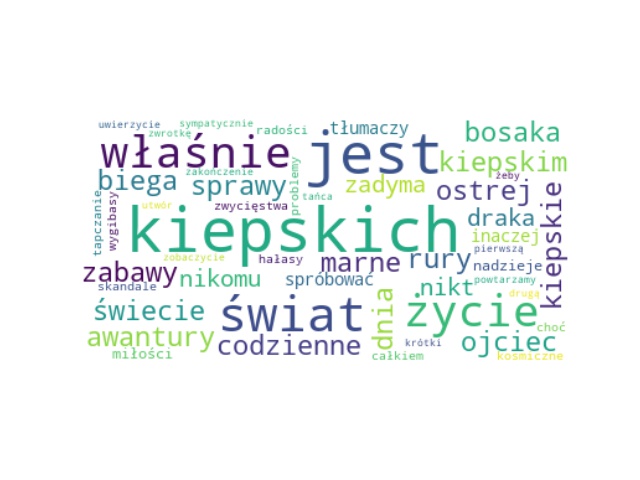 uwierzycie sympatycznie
zwrotkę radości tłumaczy bosaka
właśnie jest kiepskim
zakończenie problemy żeby
biega sprawy zadyma ostrej kiepskie
tapczanie wygibasy utwór zwycięstwa tańca draka
kiepskich inaczej
pierwszą
zobaczycie hałasy marne rury nadzieje
zabawy nikomu spróbować nikt powtarzamy
skandale drugą
świecie świat dnia życie choć
awantury codzienne krótki ojciec
miłości całkiem kosmiczne